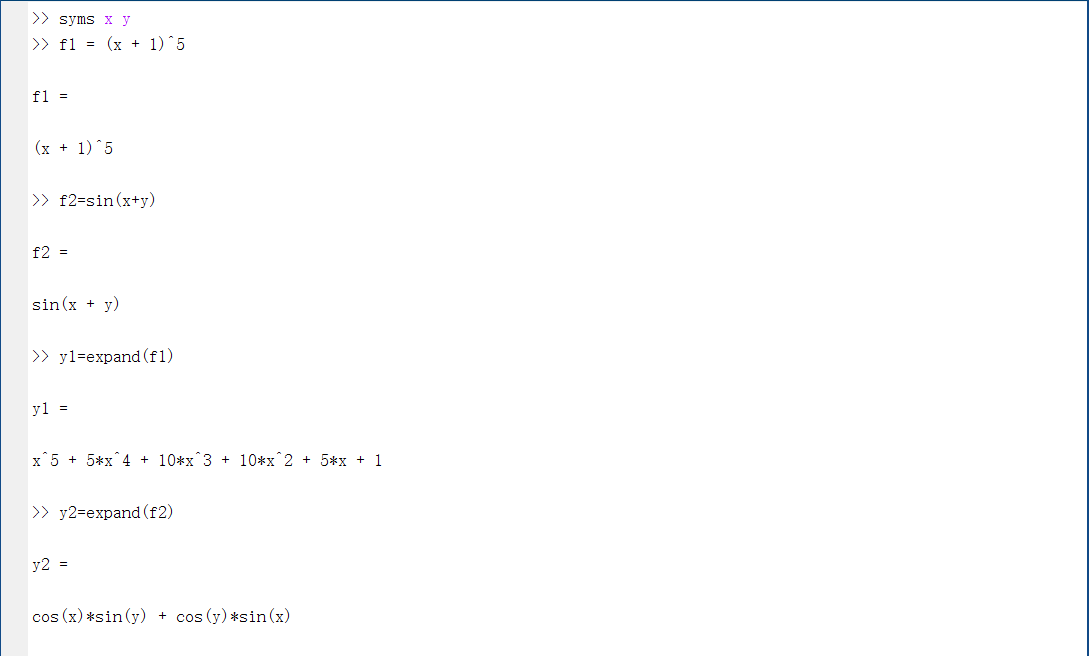 >> syms x y
>> f1 = (x + 1)^5
f1 =
(x + 1)^5
>> f2=sin(x+y)
f2 =
sin(x + y)
>> y1=expand(f1)
y1 =
x^5 + 5*x^4 + 10*x^3 + 10*x^2 + 5*x + 1
>> y2=expand(f2)
y2 =
cos(x)*sin(y) + cos(y)*sin(x)